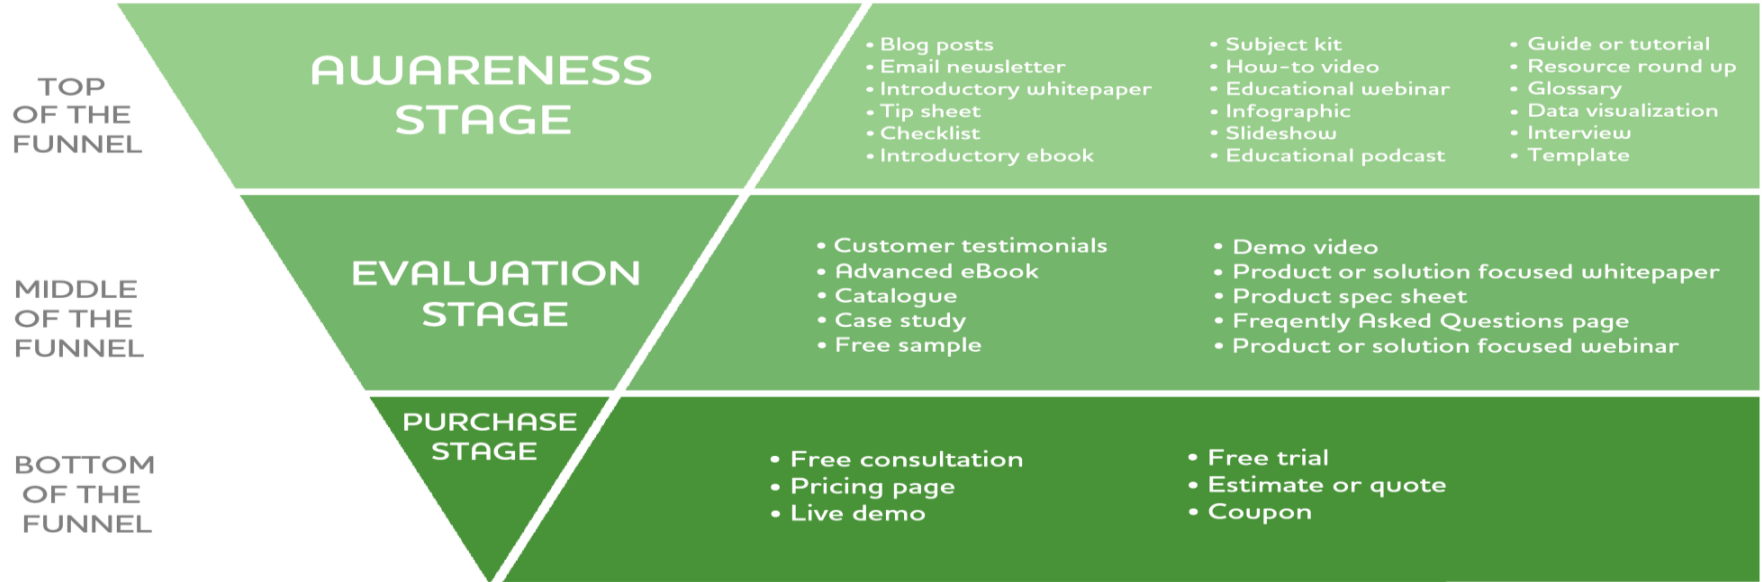 TOP
OF THE
FUNNEL
AWARENESS
STAGE
• Blog posts
• Email newsletter
• Introductory whitepaper
• Tip sheet
• Checklist
• Introductory ebook
• Subject kit
• How-to video
• Educational webinar
• Infographic
• Slideshow
• Educational podcast
• Guide or tutorial
• Resource round up
• Glossary
• Data visualization
• Interview
• Template
MIDDLE
OF THE
FUNNEL
EVALUATION
STAGE
• Customer testimonials
• Advanced eBook
• Catalogue
• Case study
• Free sample
• Demo video
• Product or solution focused whitepaper
• Product spec sheet
• Freqently Asked Questions page
• Product or solution focused webinar
BOTTOM
OF THE
FUNNEL
PURCHASE
STAGE
• Free consultation
• Pricing page
• Live demo
• Free trial
• Estimate or quote
• Coupon